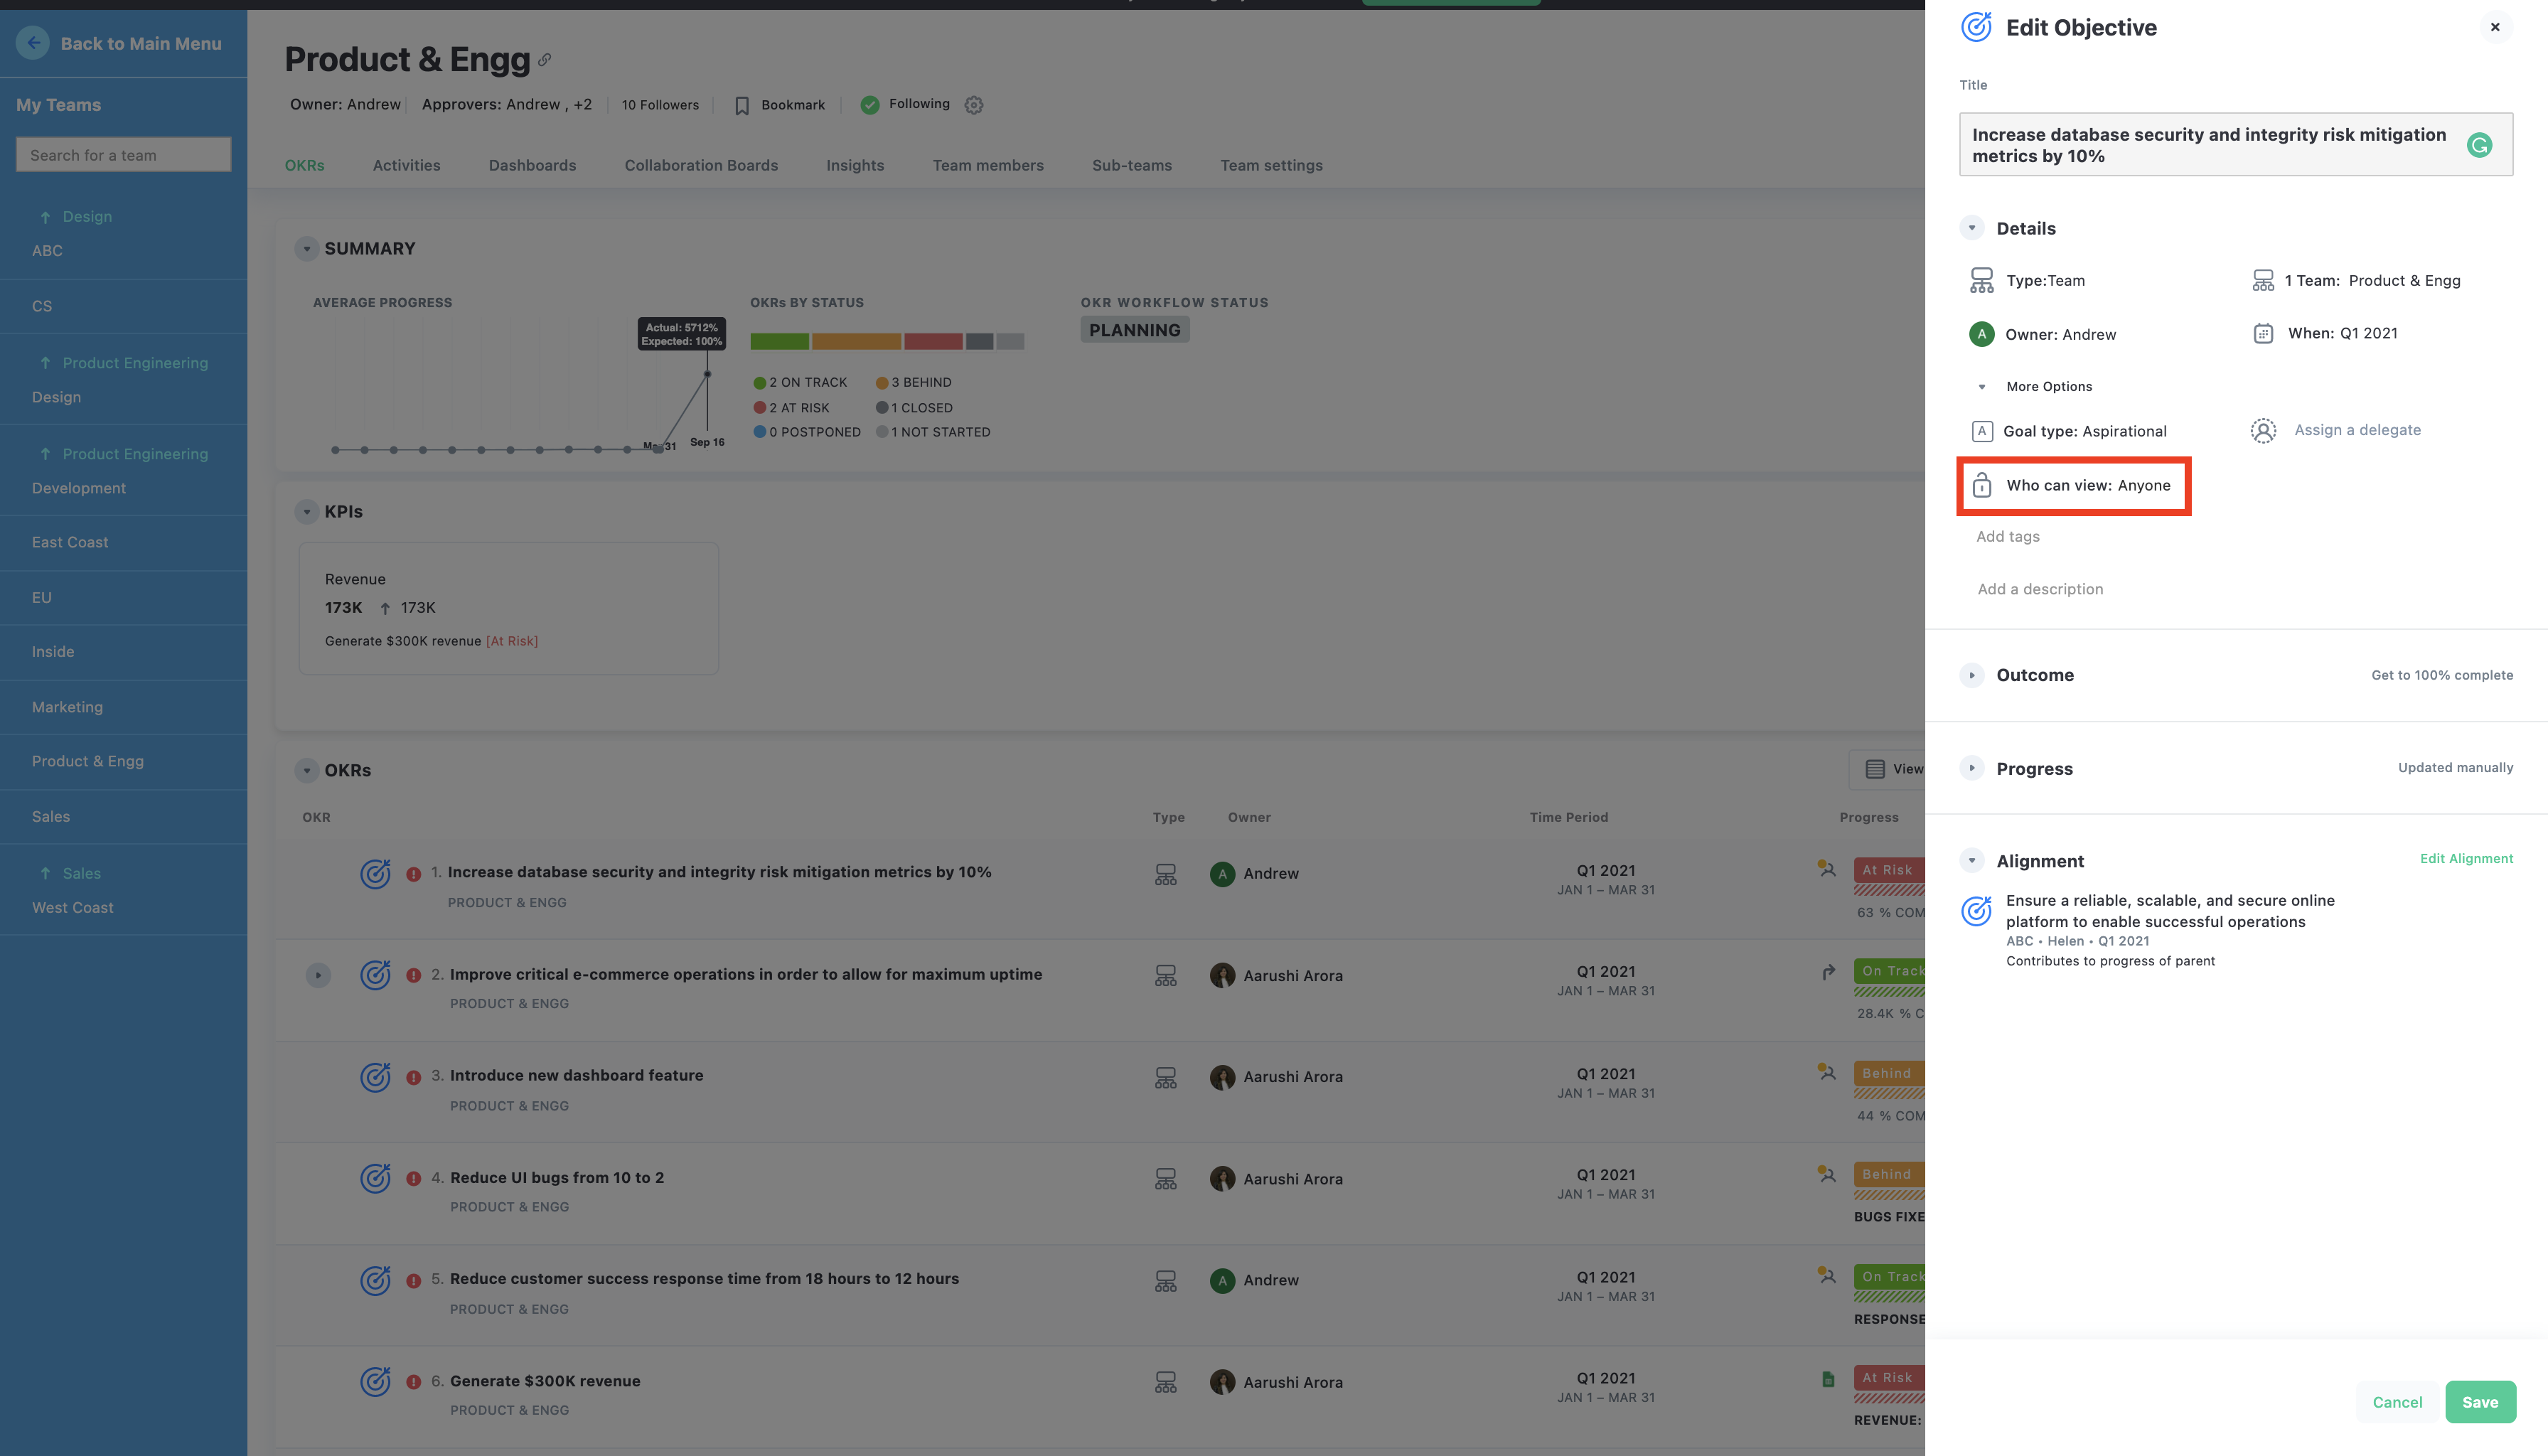 Back to Main Menu
My Teams
Search for a team
Design
ABC
CS
Product Engineering
Design
Product Engineering
Development
East Coast
EU
Inside
Marketing
Product & Engg
Sales
Sales
West Coast
Product & Engg
Owner: Andrew
Approvers: Andrew , +2
10 Followers
Bookmark
Following
OKRs
Activities
Dashboards
Collaboration Boards
Insights
Team members
Sub-teams
Team settings
SUMMARY
AVERAGE PROGRESS
Actual: 5712%
Expected: 100%
Sep 16
OKRs BY STATUS
2 ON TRACK
3 BEHIND
2 AT RISK
1 CLOSED
0 POSTPONED
1 NOT STARTED
OKR WORKFLOW STATUS
PLANNING
KPIs
Revenue
173K 173K
Generate $300K revenue [At Risk]
OKRs
View
OKR Type Owner Time Period Progress
1. Increase database security and integrity risk mitigation metrics by 10%
PRODUCT & ENGG
A Andrew
Q1 2021
JAN 1 – MAR 31
At Risk
63 % COM
2. Improve critical e-commerce operations in order to allow for maximum uptime
PRODUCT & ENGG
Aarushi Arora
Q1 2021
JAN 1 – MAR 31
On Track
28.4K % C
3. Introduce new dashboard feature
PRODUCT & ENGG
Aarushi Arora
Q1 2021
JAN 1 – MAR 31
Behind
44 % COM
4. Reduce UI bugs from 10 to 2
PRODUCT & ENGG
Aarushi Arora
Q1 2021
JAN 1 – MAR 31
Behind
BUGS FIXE
5. Reduce customer success response time from 18 hours to 12 hours
PRODUCT & ENGG
A Andrew
Q1 2021
JAN 1 – MAR 31
On Track
RESPONSE
6. Generate $300K revenue
PRODUCT & ENGG
Aarushi Arora
Q1 2021
JAN 1 – MAR 31
At Risk
REVENUE:
Edit Objective
Title
Increase database security and integrity risk mitigation
metrics by 10%
Details
Type:Team
1 Team: Product & Engg
A Owner: Andrew
When: Q1 2021
More Options
A Goal type: Aspirational
Assign a delegate
Who can view: Anyone
Add tags
Add a description
Outcome
Get to 100% complete
Progress
Updated manually
Alignment
Edit Alignment
Ensure a reliable, scalable, and secure online
platform to enable successful operations
ABC • Helen • Q1 2021
Contributes to progress of parent
Cancel
Save